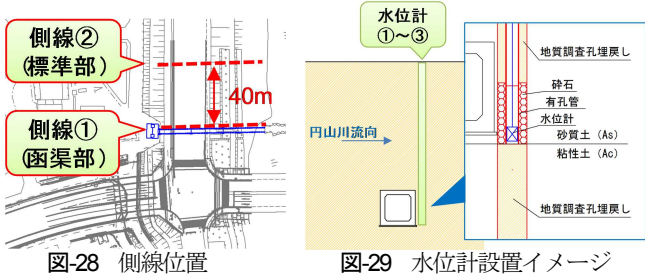 側線②
(標準部)
40m
側線①
(函渠部)
図-28 側線位置
水位計
①～③
円山川流向
地質調査孔埋戻し
砕石
有孔管
水位計
砂質土（As）
粘性土（Ac）
地質調査孔埋戻し
図-29 水位計設置イメージ